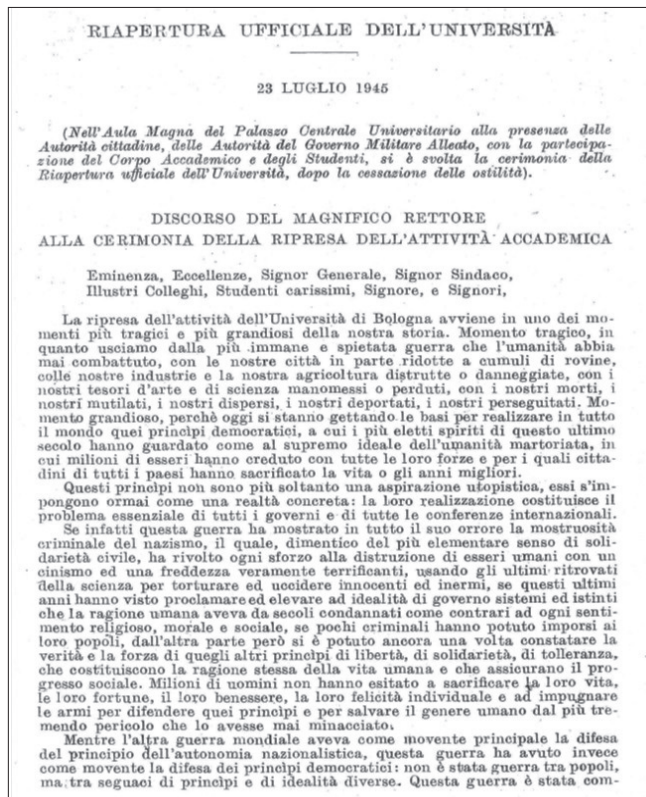 RIAPERTURA UFFICIALE DELL'UNIVERSITÀ
23 LUGLIO 1945
(Nell'Aula Magna del Palazzo Centrale Universitario alla presenza delle
Autorità cittadine, delle Autorità del Governo Militare Alleato, con la partecipa-
zione del Corpo Accademico e degli Studenti, si è svolta la cerimonia della
Riapertura ufficiale dell'Università, dopo la cessazione delle ostilità).
DISCORSO DEL MAGNIFICO RETTORE
ALLA CERIMONIA DELLA RIPRESA DELL'ATTIVITÀ ACCADEMICA
Eminenza, Eccellenze, Signor Generale, Signor Sindaco,
Illustri Colleghi, Studenti carissimi, Signore, e Signori,
La ripresa dell'attività dell'Università di Bologna avviene in uno dei mo-
menti più tragici e più grandiosi della nostra storia. Momento tragico, in
quanto usciamo dalla più immane e spietata guerra che l'umanità abbia
mai combattuto, con le nostre città in parte ridotte a cumuli di rovine,
colle nostre industrie e la nostra agricoltura distrutte o danneggiate, con i
nostri tesori d'arte e di scienza manomessi o perduti, con i nostri morti, i
nostri mutilati, i nostri dispersi, i nostri deportati, i nostri perseguitati. Mo-
mento grandioso, perchè oggi si stanno gettando le basi per realizzare in tutto
il mondo quei princìpi democratici, a cui i più eletti spiriti di questo ultimo
secolo hanno guardato come al supremo ideale dell'umanità martoriata, in
cui milioni di esseri hanno creduto con tutte le loro forze e per i quali citta-
dini di tutti i paesi hanno sacrificato la vita o gli anni migliori.
Questi princìpi non sono più soltanto una aspirazione utopistica, essi s'im-
pongono ormai come una realtà concreta: la loro realizzazione costituisce il
problema essenziale di tutti i governi e di tutte le conferenze internazionali.
Se infatti questa guerra ha mostrato in tutto il suo orrore la mostruosità
criminale del nazismo, il quale, dimentico del più elementare senso di soli-
darietà civile, ha rivolto ogni sforzo alla distruzione di esseri umani con un
cinismo ed una freddezza veramente terrificanti, usando gli ultimi ritrovati
della scienza per torturare ed uccidere innocenti ed inermi, se questi ultimi
anni hanno visto proclamare ed elevare ad idealità di governo sistemi ed istinti
che la ragione umana aveva da secoli condannati come contrari ad ogni senti-
mento religioso, morale e sociale, se pochi criminali hanno potuto imporsi ai
loro popoli, dall'altra parte però si è potuto ancora una volta constatare la
verità e la forza di quegli altri princìpi di libertà, di solidarietà, di tolleranza,
che costituiscono la ragione stessa della vita umana e che assicurano il pro-
gresso sociale. Milioni di uomini non hanno esitato a sacrificare la loro vita,
le loro fortune, il loro benessere, la loro felicità individuale e ad impugnare
le armi per difendere quei princìpi e per salvare il genere umano dal più tre-
mendo pericolo che lo avesse mai minacciato.
Mentre l'altra guerra mondiale aveva come movente principale la difesa
del principio dell'autonomia nazionalistica, questa guerra ha avuto invece
come movente la difesa dei princìpi democratici: non è stata guerra tra popoli,
ma tra seguaci di princìpi e di idealità diverse. Questa guerra è stata com-